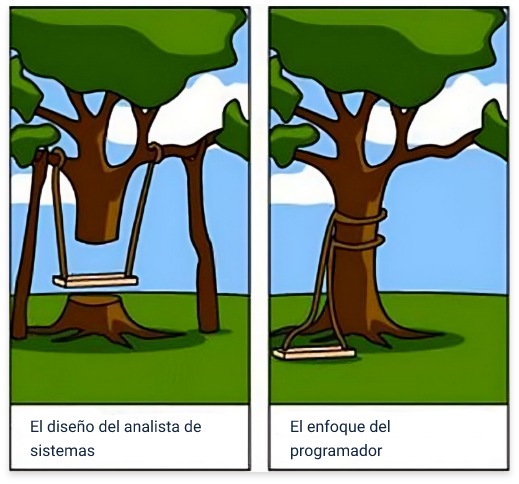 El diseño del analista de
sistemas
El enfoque del
programador